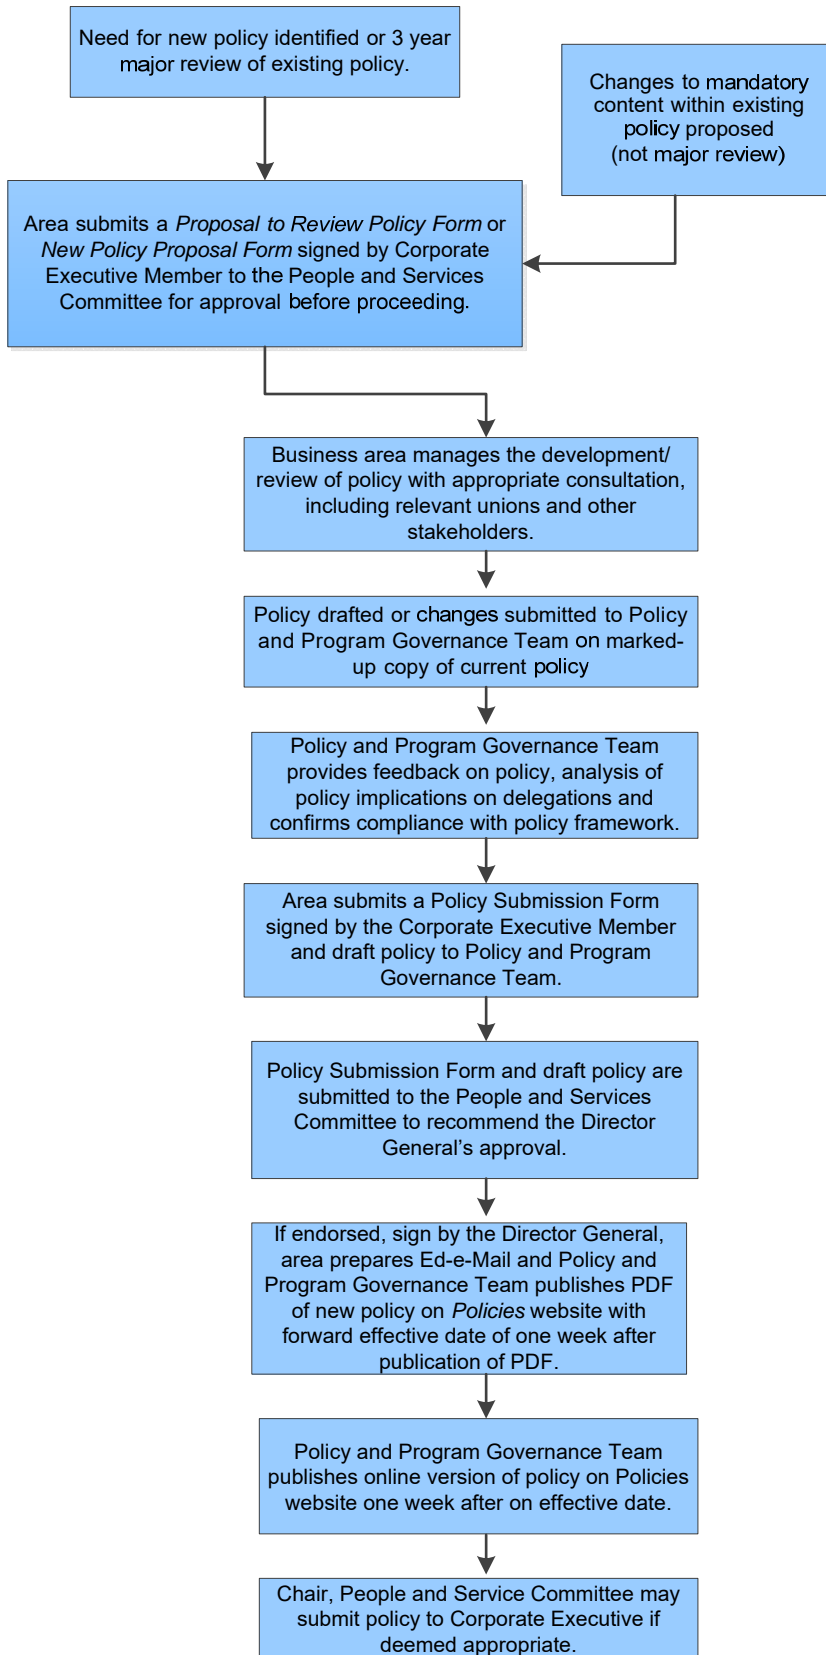 Need for new policy identified or 3 year
major review of existing policy.
Changes to mandatory
content within existing
policy proposed
(not major review)
Area submits a Proposal to Review Policy Form or
New Policy Proposal Form signed by Corporate
Executive Member to the People and Services
Committee for approval before proceeding.
Business area manages the development/
review of policy with appropriate consultation,
including relevant unions and other
stakeholders.
Policy drafted or changes submitted to Policy
and Program Governance Team on marked-
up copy of current policy
Policy and Program Governance Team
provides feedback on policy, analysis of
policy implications on delegations and
confirms compliance with policy framework.
Area submits a Policy Submission Form
signed by the Corporate Executive Member
and draft policy to Policy and Program
Governance Team.
Policy Submission Form and draft policy are
submitted to the People and Services
Committee to recommend the Director
General's approval.
If endorsed, sign by the Director General,
area prepares Ed-e-Mail and Policy and
Program Governance Team publishes PDF
of new policy on Policies website with
forward effective date of one week after
publication of PDF.
Policy and Program Governance Team
publishes online version of policy on Policies
website one week after on effective date.
Chair, People and Service Committee may
submit policy to Corporate Executive if
deemed appropriate.